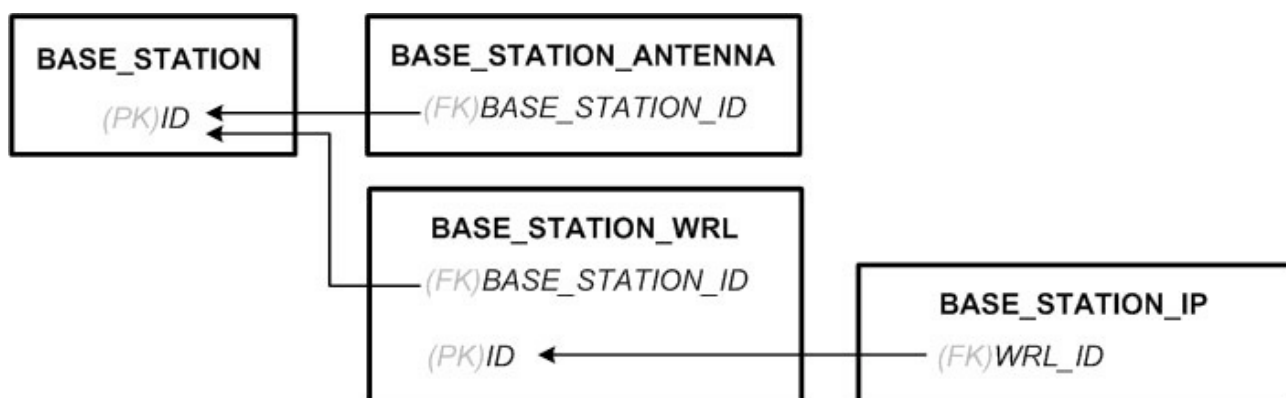 BASE_STATION
(PK)ID
BASE_STATION_ANTENNA
(FK)BASE_STATION_ID
BASE_STATION_WRL
(FK)BASE_STATION_ID
(PK)ID
BASE_STATION_IP
(FK)WRL_ID